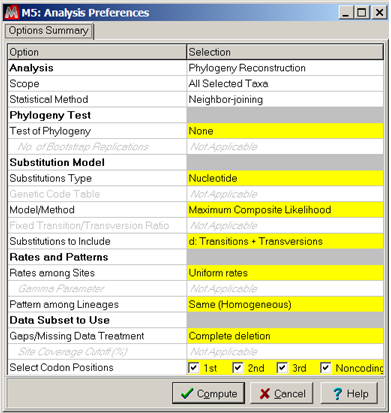 M5: Analysis Preferences
Options Summary
Option Selection
Analysis Phylogeny Reconstruction
Scope All Selected Taxa
Statistical Method Neighbor-joining
Phylogeny Test
Test of Phylogeny None
No. of Bootstrap Replications Not Applicable
Substitution Model
Substitutions Type Nucleotide
Genetic Code Table Not Applicable
Model/Method Maximum Composite Likelihood
Fixed Transition/Transversion Ratio Not Applicable
Substitutions to Include d: Transitions + Transversions
Rates and Patterns
Rates among Sites Uniform rates
Gamma Parameter Not Applicable
Pattern among Lineages Same (Homogeneous)
Data Subset to Use
Gaps/Missing Data Treatment Complete deletion
Site Coverage Cutoff (%) Not Applicable
Select Codon Positions 1st 2nd 3rd Noncoding
Compute Cancel ? Help